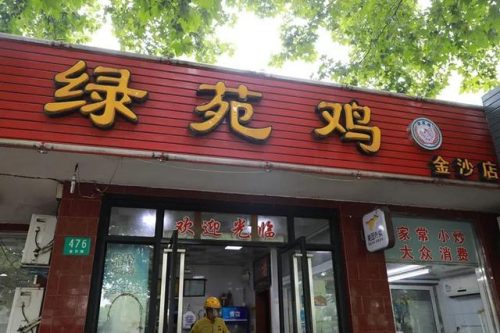 绿苑鸡
金沙店
476
欢迎光临
家常小炒
大众消费